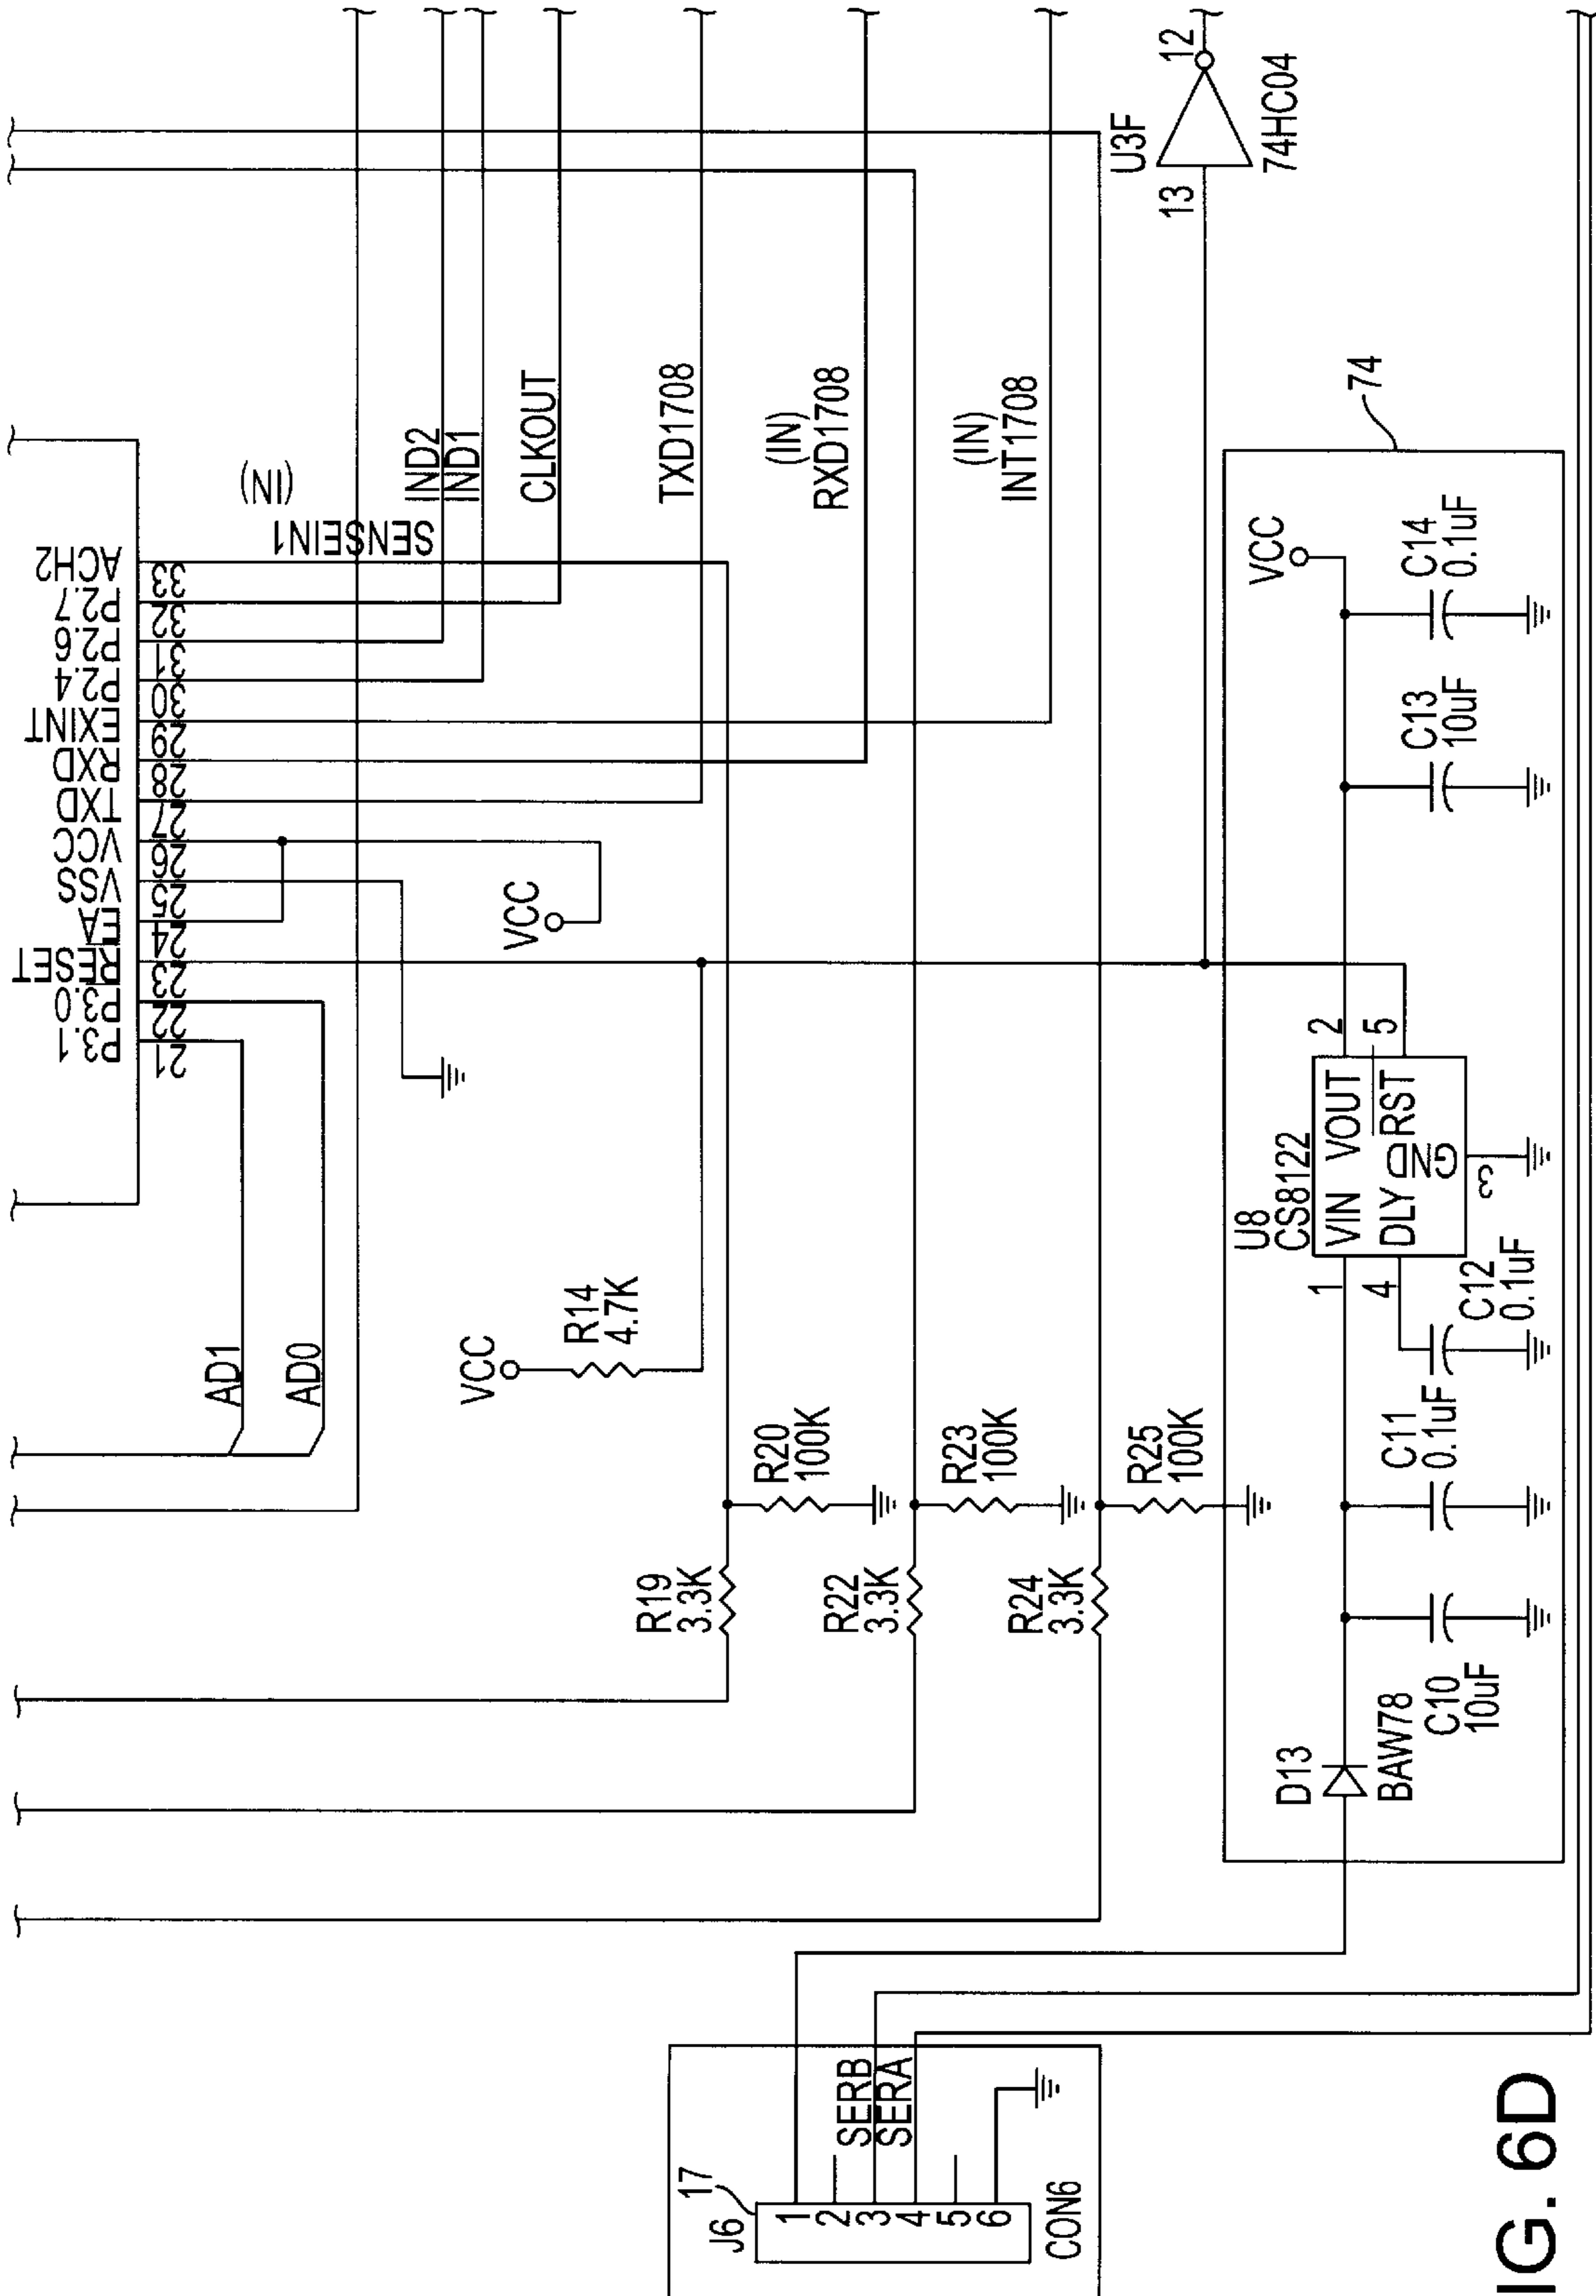 ACH2
P2.7
P2.6
P2.4
EXINT
RXD
TXD
VCC
VSS
EA
RESET
P3.0
P3.1
33
32
31
30
29
28
27
26
25
24
23
22
21
(IN)
SENSEIN1
IND2
IND1
CLKOUT
TXD1708
(IN)
RXD1708
(IN)
INT1708
AD1
AD0
VCC
VCC
R14
4.7K
R19
3.3K
R20
100K
R22
3.3K
R23
100K
R24
3.3K
R25
100K
U3F
13
12
74HC04
74
J6
17
1
2
3
4
5
6
SERB
SERA
CON6
D13
BAW78
C10
10uF
C11
0.1uF
C12
0.1uF
U8
CS8122
VIN VOUT
DLY RST
GND
1
4
2
5
3
C13
10uF
C14
0.1uF
VCC
IG. 6D